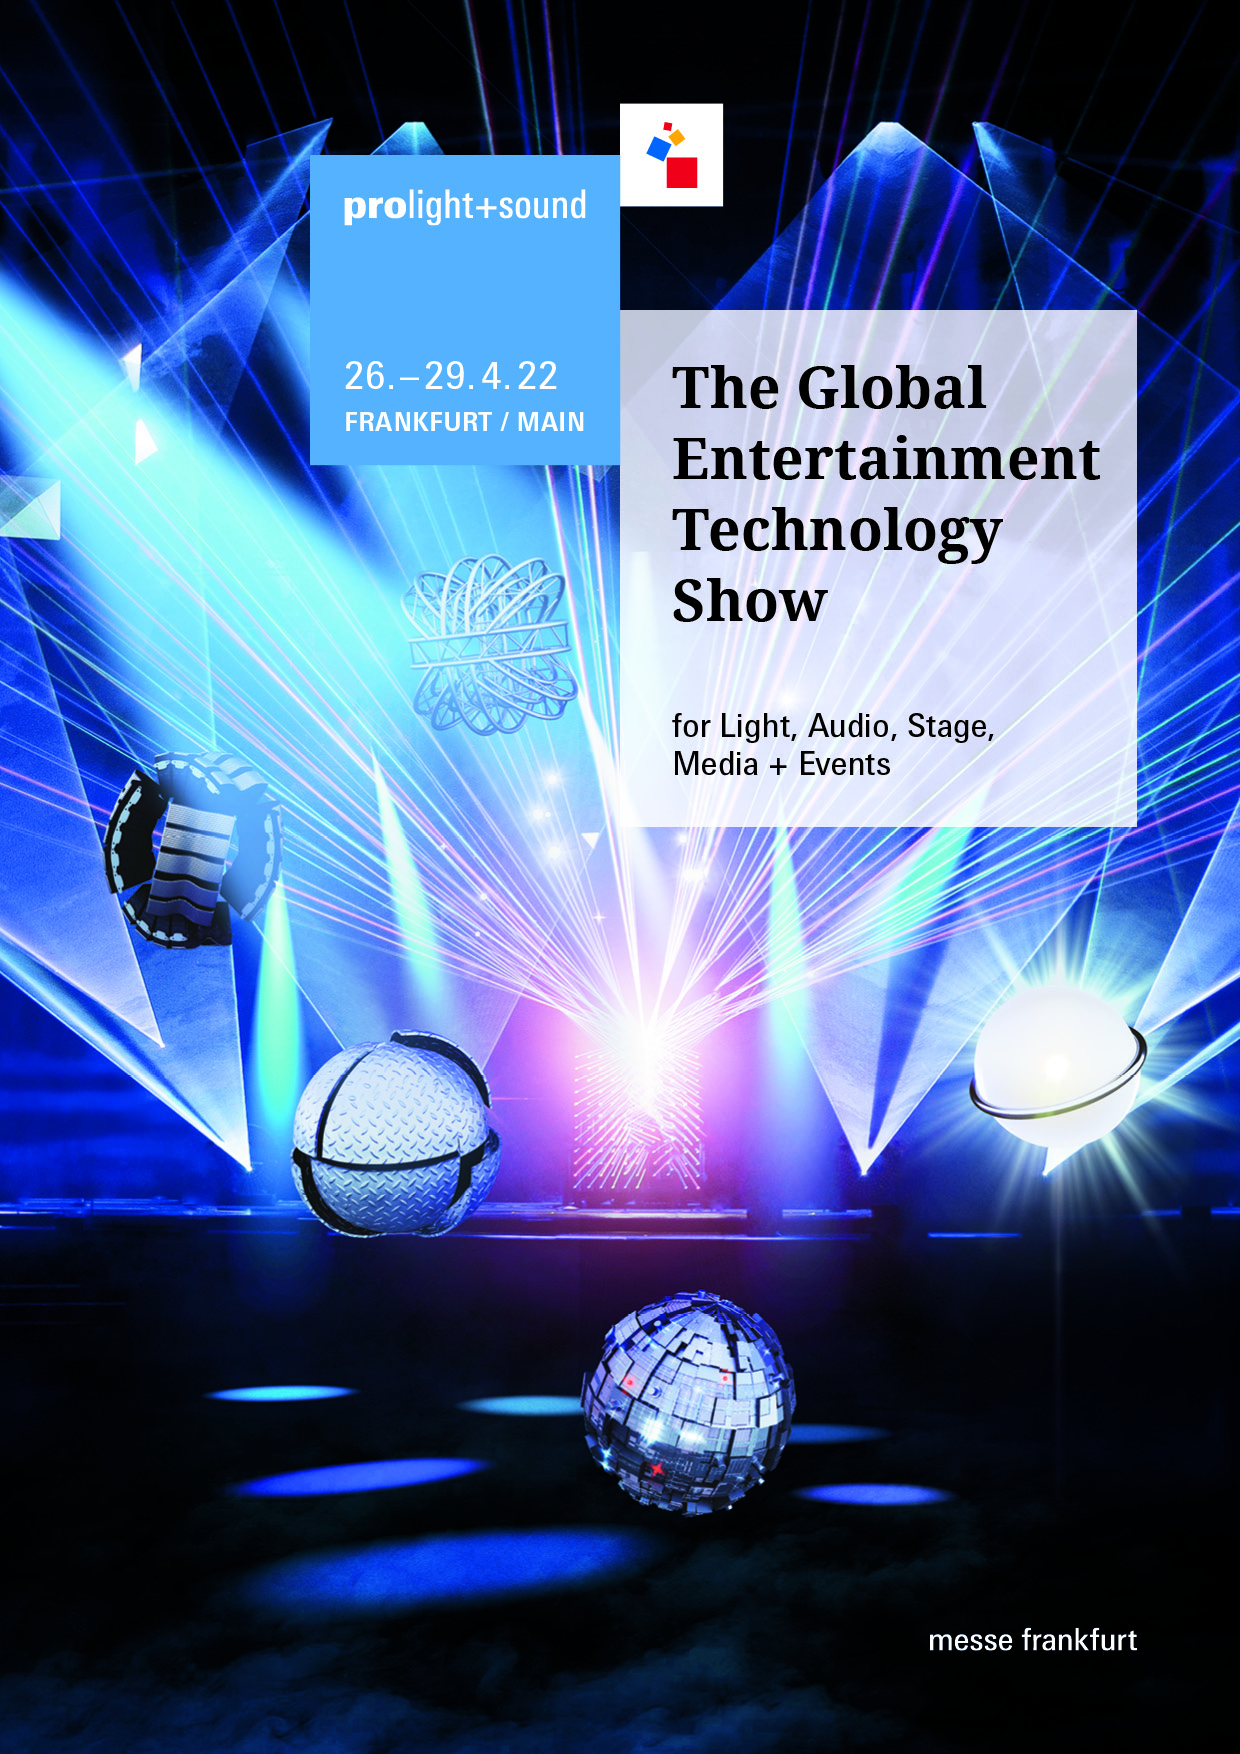 prolight+sound
26. – 29. 4. 22
FRANKFURT / MAIN
The Global
Entertainment
Technology
Show
for Light, Audio, Stage,
Media + Events
messe frankfurt